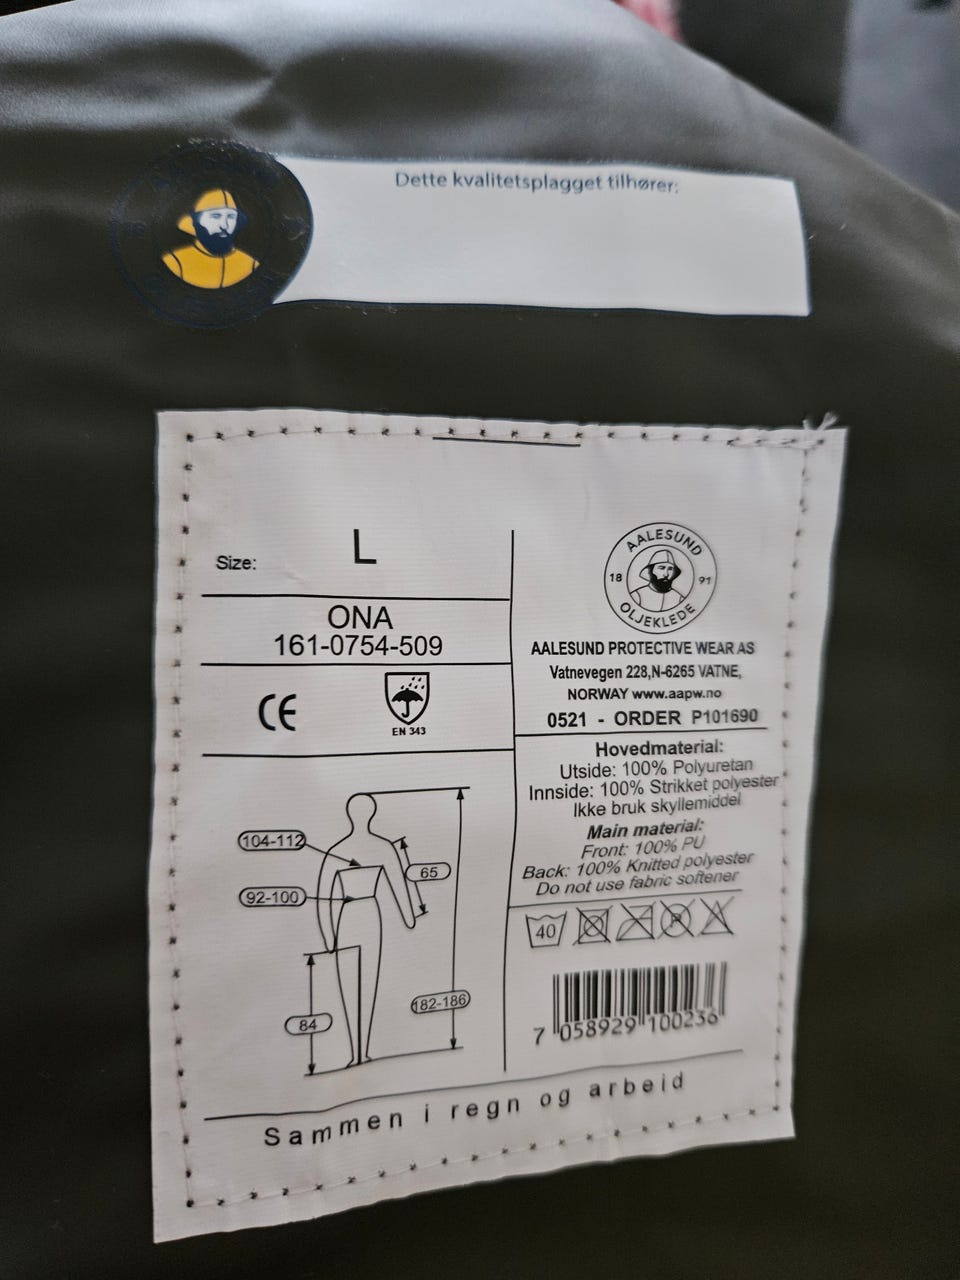 Dette kvalitetsplagget tilhører:
Size: L
ONA
161-0754-509
CE
EN 343
104-112
65
92-100
182-186
84
AALESUND
18 91
OLJEKLEDE
AALESUND PROTECTIVE WEAR AS
Vatnevegen 228,N-6265 VATNE,
NORWAY www.aapw.no
0521 - ORDER P101690
Hovedmaterial:
Utside: 100% Polyuretan
Innside: 100% Strikket polyester
Ikke bruk skyllemiddel
Main material:
Front: 100% PU
Back: 100% Knitted polyester
Do not use fabric softener
40
7 058929 100236
Sammen i regn og arbeid